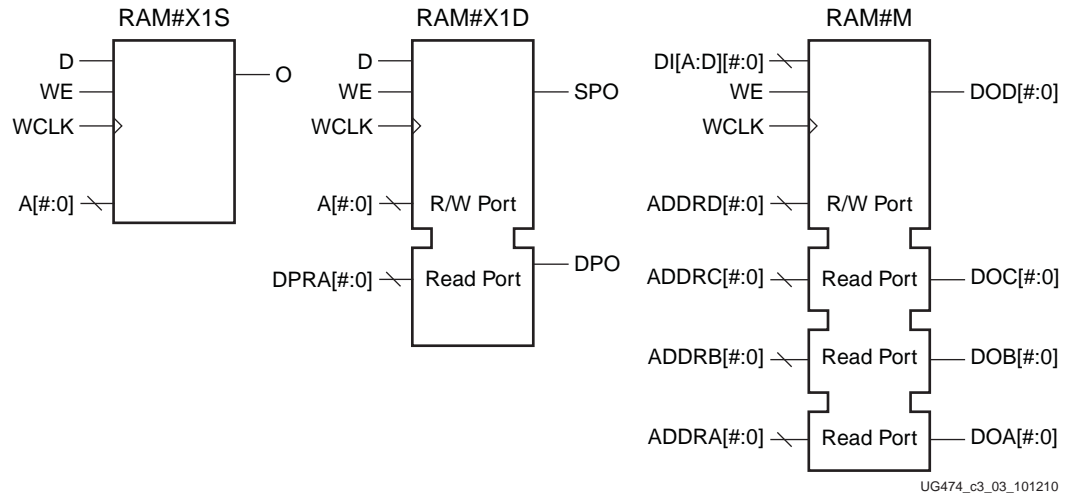 RAM#X1S
D
WE
WCLK
A[#:0]
O
RAM#X1D
D
WE
WCLK
A[#:0]
R/W Port
SPO
DPRA[#:0]
Read Port
DPO
RAM#M
DI[A:D][#:0]
WE
WCLK
DOD[#:0]
ADDRD[#:0]
R/W Port
ADDRC[#:0]
Read Port
DOC[#:0]
ADDRB[#:0]
Read Port
DOB[#:0]
ADDRA[#:0]
Read Port
DOA[#:0]
UG474_c3_03_101210